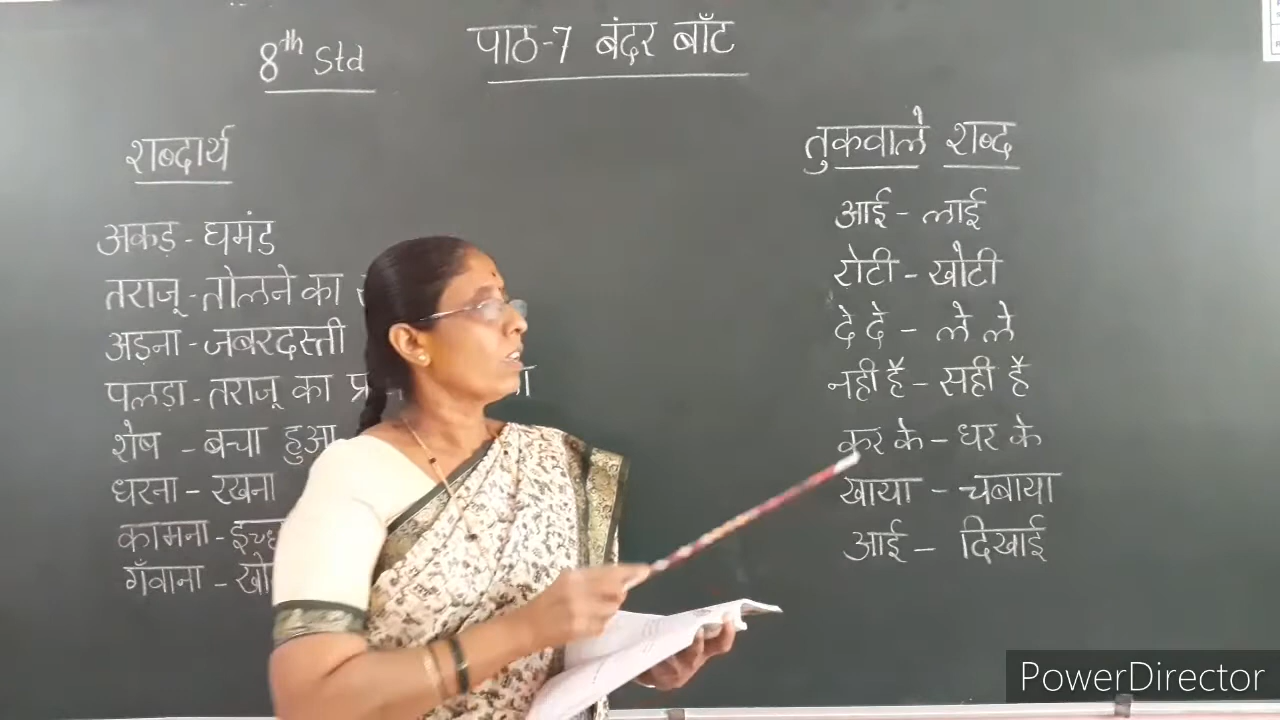 8th Std
पाठ-7 बंदर बाँट
शब्दार्थ
अकड़ - घमंड
तराजू - तोलने का
अड़ना - जबरदस्ती
पलड़ा - तराजू का
शेष - बचा हुआ
धरना - रखना
कामना -
गँवाना -
तुकवाले शब्द
आई - लाई
रोटी - खोटी
दे दे - ले ले
नही है - सही है
कर के - धर के
खाया - चबाया
आई - दिखाई
PowerDirector